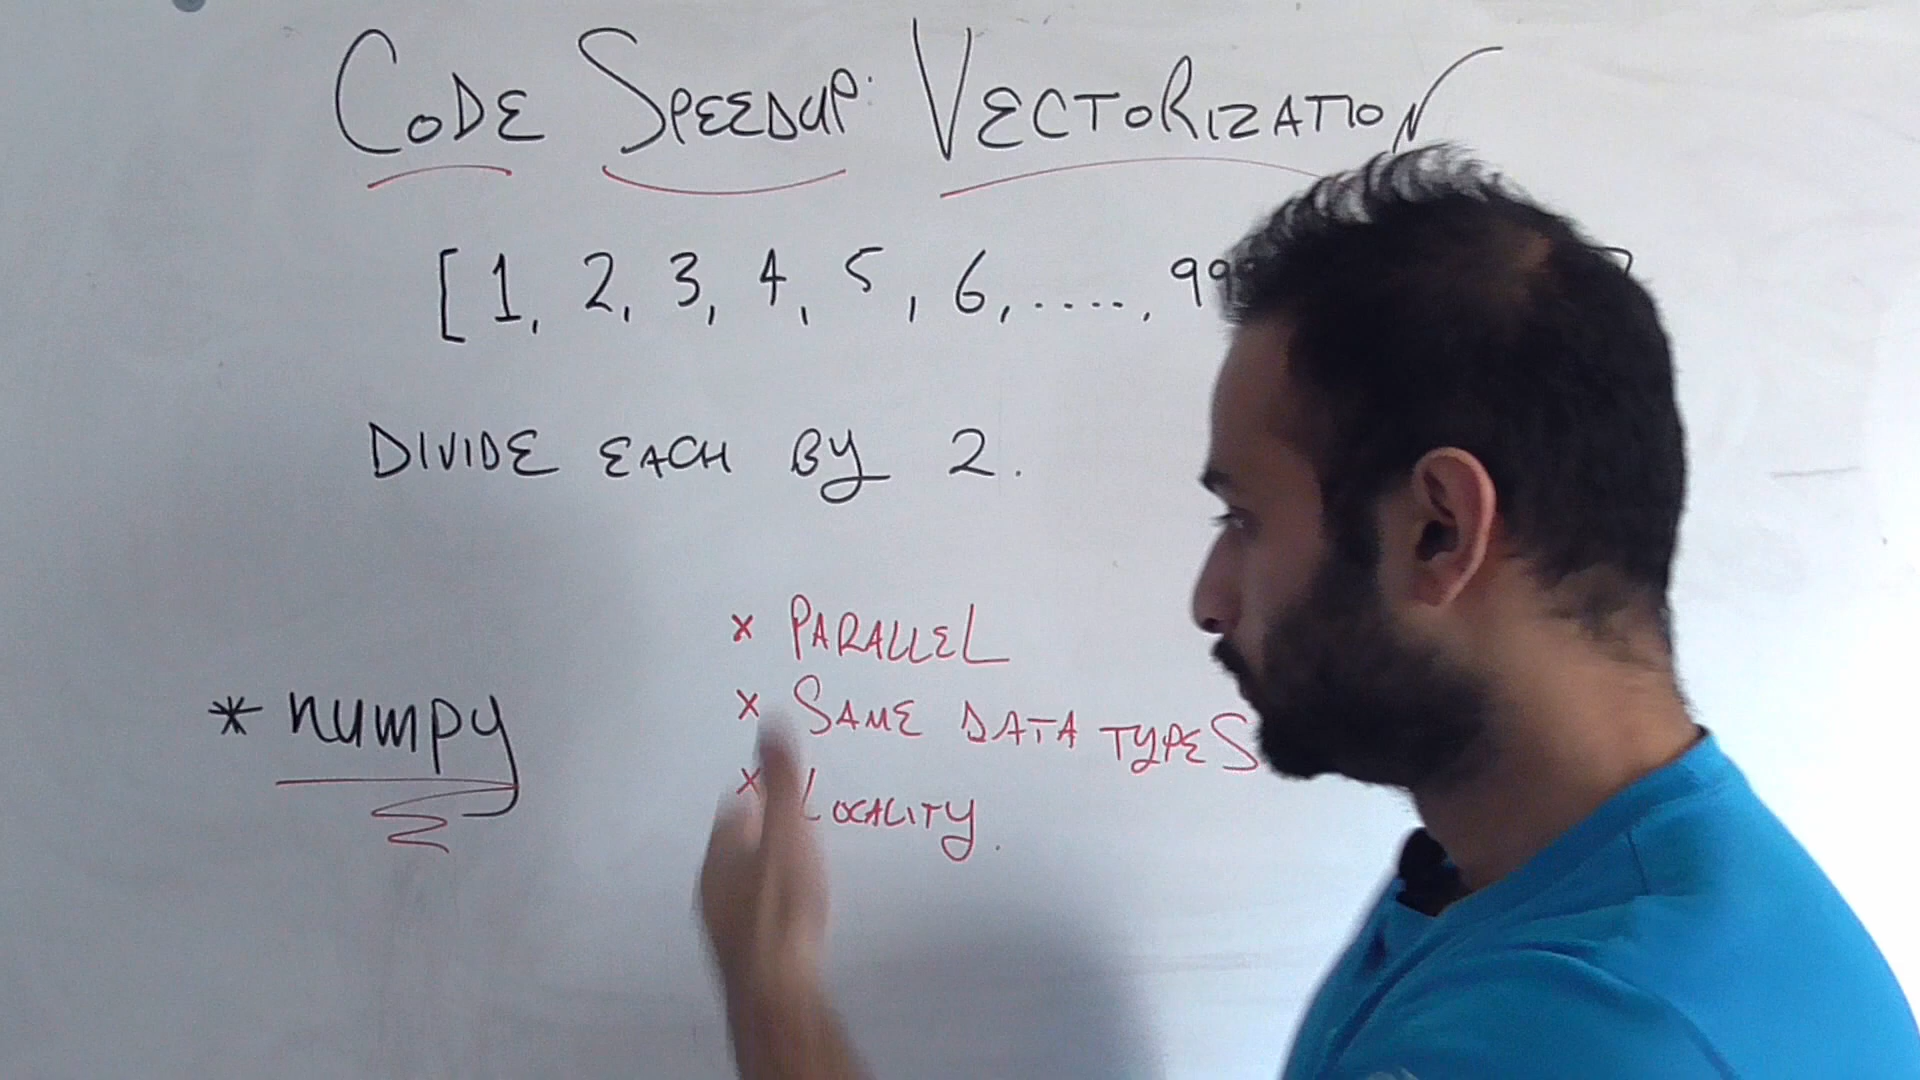 CODE SPEEDUP: VECTORIZATION
[1, 2, 3, 4, 5, 6, ....., 99
DIVIDE EACH BY 2.
* PARALLEL
* numpy
* SAME DATA TYPES
* LOCALITY.